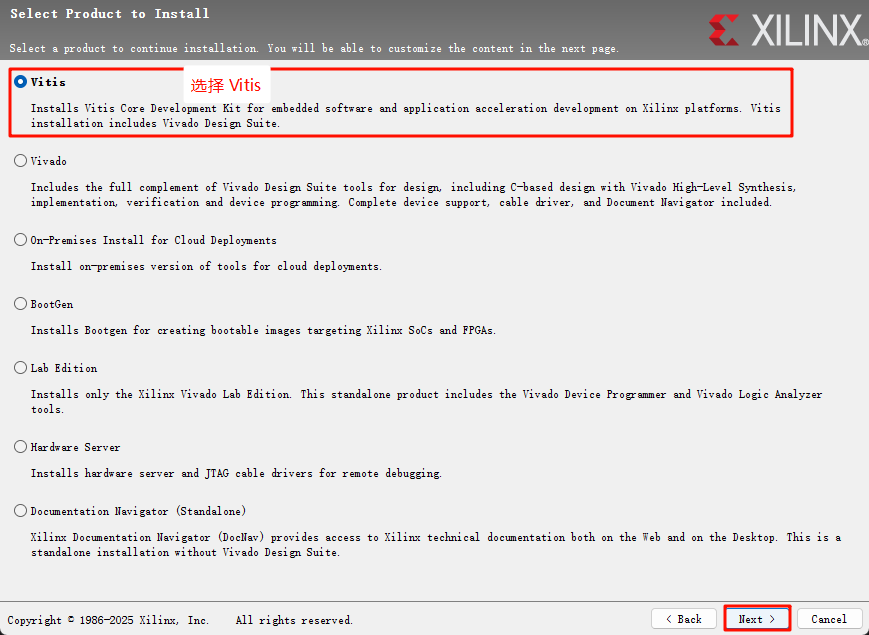 Select Product to Install
Select a product to continue installation. You will be able to customize the content in the next page.
XILINX®
Vitis
选择 Vitis
Installs Vitis Core Development Kit for embedded software and application acceleration development on Xilinx platforms. Vitis
installation includes Vivado Design Suite.
Vivado
Includes the full complement of Vivado Design Suite tools for design, including C-based design with Vivado High-Level Synthesis,
implementation, verification and device programming. Complete device support, cable driver, and Document Navigator included.
On-Premises Install for Cloud Deployments
Install on-premises version of tools for cloud deployments.
BootGen
Installs Bootgen for creating bootable images targeting Xilinx SoCs and FPGAs.
Lab Edition
Installs only the Xilinx Vivado Lab Edition. This standalone product includes the Vivado Device Programmer and Vivado Logic Analyzer
tools.
Hardware Server
Installs hardware server and JTAG cable drivers for remote debugging.
Documentation Navigator (Standalone)
Xilinx Documentation Navigator (DocNav) provides access to Xilinx technical documentation both on the Web and on the Desktop. This is a
standalone installation without Vivado Design Suite.
Copyright © 1986-2025 Xilinx, Inc. All rights reserved.
< Back
Next >
Cancel